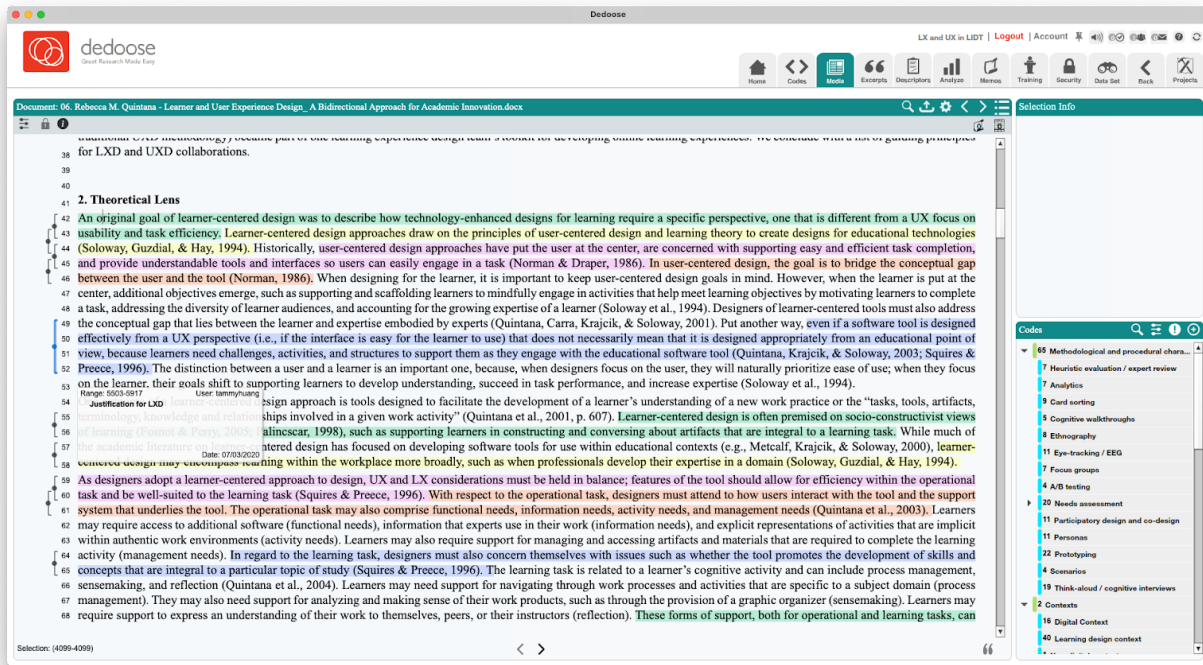 Dedoose
dedoose
Great Research Made Easy
LX and UX in LIDT | Logout | Account
Home
Codes
Media
Excerpts
Descriptors
Analyze
Memos
Training
Security
Data Set
Back
Projects
Document: 06. Rebecca M. Quintana - Learner and User Experience Design_ A Bidirectional Approach for Academic Innovation.docx
38 for LXD and UXD collaborations.
39
40
41 2. Theoretical Lens
42 An original goal of learner-centered design was to describe how technology-enhanced designs for learning require a specific perspective, one that is different from a UX focus on
43 usability and task efficiency. Learner-centered design approaches draw on the principles of user-centered design and learning theory to create designs for educational technologies
44 (Soloway, Guzdial, & Hay, 1994). Historically, user-centered design approaches have put the user at the center, are concerned with supporting easy and efficient task completion,
45 and provide understandable tools and interfaces so users can easily engage in a task (Norman & Draper, 1986). In user-centered design, the goal is to bridge the conceptual gap
46 between the user and the tool (Norman, 1986). When designing for the learner, it is important to keep user-centered design goals in mind. However, when the learner is put at the
47 center, additional objectives emerge, such as supporting and scaffolding learners to mindfully engage in activities that help meet learning objectives by motivating learners to complete
48 a task, addressing the diversity of learner audiences, and accounting for the growing expertise of a learner (Soloway et al., 1994). Designers of learner-centered tools must also address
49 the conceptual gap that lies between the learner and expertise embodied by experts (Quintana, Carra, Krajcik, & Soloway, 2001). Put another way, even if a software tool is designed
50 effectively from a UX perspective (i.e., if the interface is easy for the learner to use) that does not necessarily mean that it is designed appropriately from an educational point of
51 view, because learners need challenges, activities, and structures to support them as they engage with the educational software tool (Quintana, Krajcik, & Soloway, 2003; Squires &
52 Preece, 1996). The distinction between a user and a learner is an important one, because, when designers focus on the user, they will naturally prioritize ease of use; when they focus
53 on the learner, their goals shift to supporting learners to develop understanding, succeed in task performance, and increase expertise (Soloway et al., 1994).
Range: 5503-5917 User: tammyhuang
Justification for LXD
Date: 07/03/2020
54 design approach is tools designed to facilitate the development of a learner's understanding of a new work practice or the "tasks, tools, artifacts,
55 terminology, knowledge and relationships involved in a given work activity" (Quintana et al., 2001, p. 607). Learner-centered design is often premised on socio-constructivist views
56 of learning (Fosnot & Perry, 2005; Palincscar, 1998), such as supporting learners in constructing and conversing about artifacts that are integral to a learning task. While much of
57 the academic literature on learner-centered design has focused on developing software tools for use within educational contexts (e.g., Metcalf, Krajcik, & Soloway, 2000), learner-
58 centered design may encompass learning within the workplace more broadly, such as when professionals develop their expertise in a domain (Soloway, Guzdial, & Hay, 1994).
59 As designers adopt a learner-centered approach to design, UX and LX considerations must be held in balance; features of the tool should allow for efficiency within the operational
60 task and be well-suited to the learning task (Squires & Preece, 1996). With respect to the operational task, designers must attend to how users interact with the tool and the support
61 system that underlies the tool. The operational task may also comprise functional needs, information needs, activity needs, and management needs (Quintana et al., 2003). Learners
62 may require access to additional software (functional needs), information that experts use in their work (information needs), and explicit representations of activities that are implicit
63 within authentic work environments (activity needs). Learners may also require support for managing and accessing artifacts and materials that are required to complete the learning
64 activity (management needs). In regard to the learning task, designers must also concern themselves with issues such as whether the tool promotes the development of skills and
65 concepts that are integral to a particular topic of study (Squires & Preece, 1996). The learning task is related to a learner's cognitive activity and can include process management,
66 sensemaking, and reflection (Quintana et al., 2004). Learners may need support for navigating through work processes and activities that are specific to a subject domain (process
67 management). They may also need support for analyzing and making sense of their work products, such as through the provision of a graphic organizer (sensemaking). Learners may
68 require support to express an understanding of their work to themselves, peers, or their instructors (reflection). These forms of support, both for operational and learning tasks, can
Selection: (4099-4099)
Selection Info
Codes
65 Methodological and procedural chara...
7 Heuristic evaluation / expert review
7 Analytics
9 Card sorting
5 Cognitive walkthroughs
8 Ethnography
11 Eye-tracking / EEG
7 Focus groups
4 A/B testing
20 Needs assessment
11 Participatory design and co-design
11 Personas
22 Prototyping
4 Scenarios
19 Think-aloud / cognitive interviews
2 Contexts
16 Digital Context
40 Learning design context